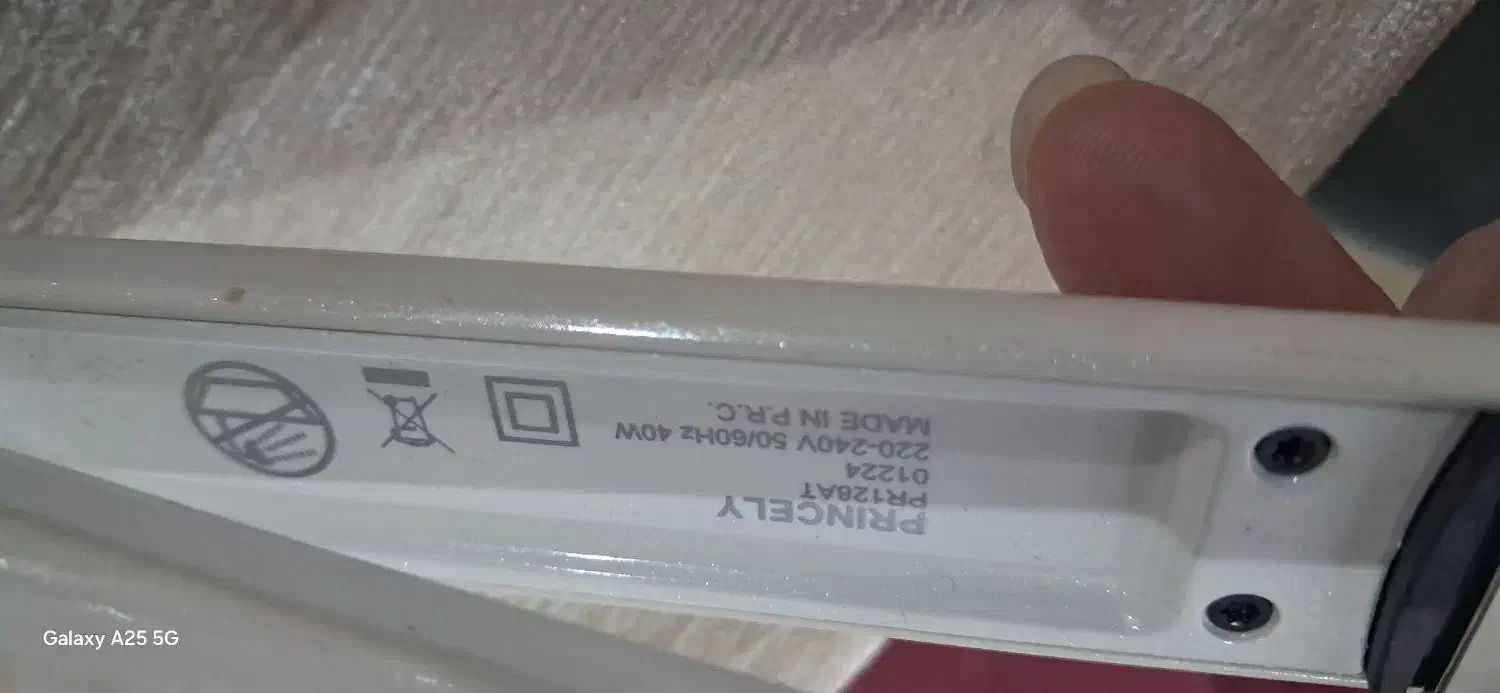 PRINCELY
PR128AT
01224
220-240V 50/60Hz 40W
MADE IN P.R.C.
Galaxy A25 5G